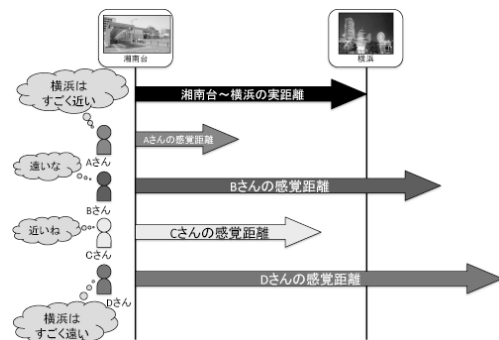 湘南台
横浜
横浜は
すごく近い
湘南台～横浜の実距離
Aさんの感覚距離
Aさん
遠いな
Bさんの感覚距離
Bさん
近いね
Cさんの感覚距離
Cさん
Dさんの感覚距離
Dさん
横浜は
すごく遠い